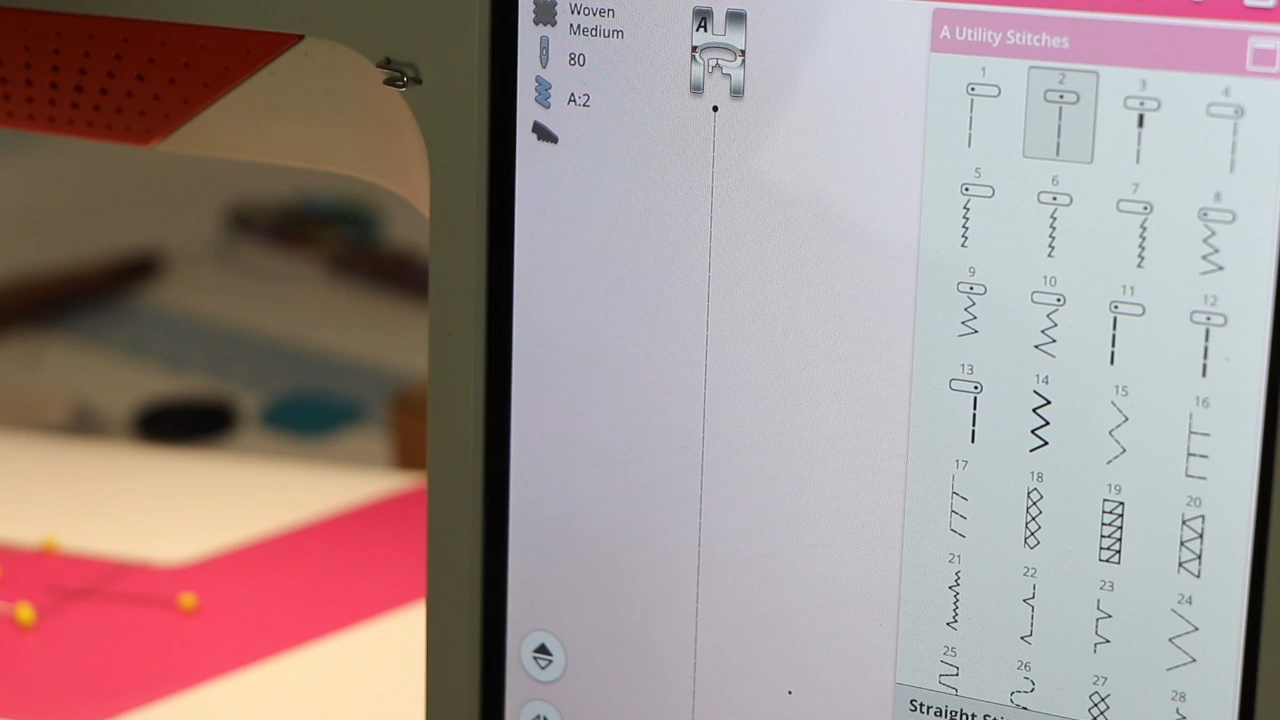 Woven
Medium
80
A:2
A
A Utility Stitches
1 2 3 4
5 6 7 8
9 10 11 12
13 14 15 16
17 18 19 20
21 22 23 24
25 26 27 28
Straight